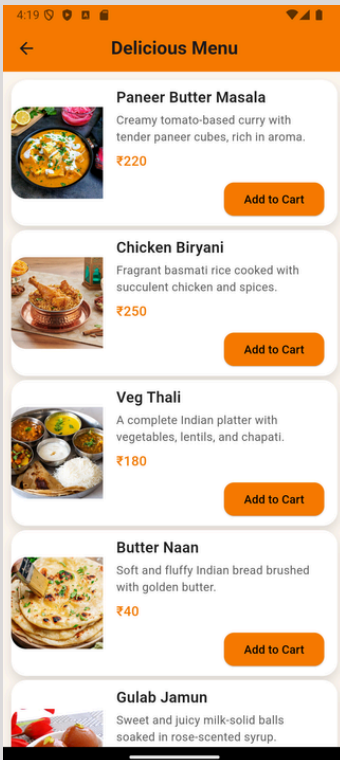 4:19
Delicious Menu
Paneer Butter Masala
Creamy tomato-based curry with
tender paneer cubes, rich in aroma.
₹220
Add to Cart
Chicken Biryani
Fragrant basmati rice cooked with
succulent chicken and spices.
₹250
Add to Cart
Veg Thali
A complete Indian platter with
vegetables, lentils, and chapati.
₹180
Add to Cart
Butter Naan
Soft and fluffy Indian bread brushed
with golden butter.
₹40
Add to Cart
Gulab Jamun
Sweet and juicy milk-solid balls
soaked in rose-scented syrup.